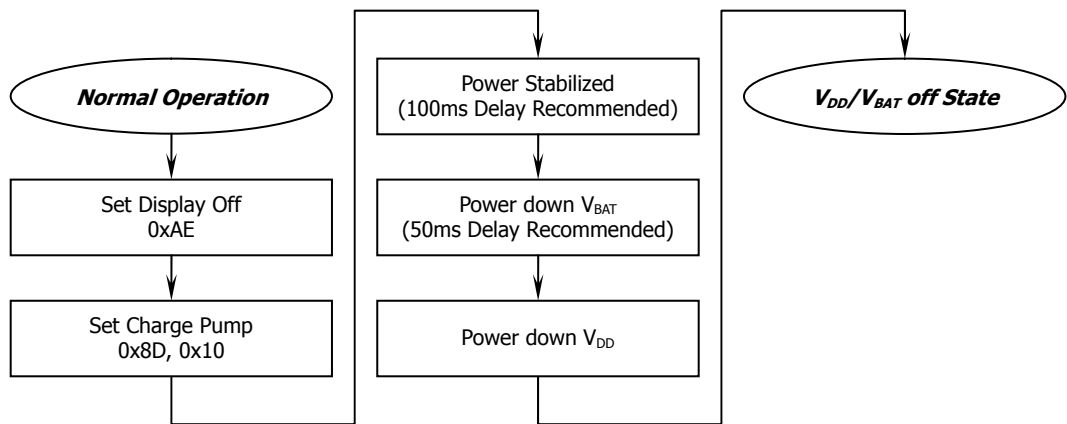 Normal Operation
Set Display Off
0xAE
Set Charge Pump
0x8D, 0x10
Power Stabilized
(100ms Delay Recommended)
Power down VBAT
(50ms Delay Recommended)
Power down VDD
VDD/VBAT off State